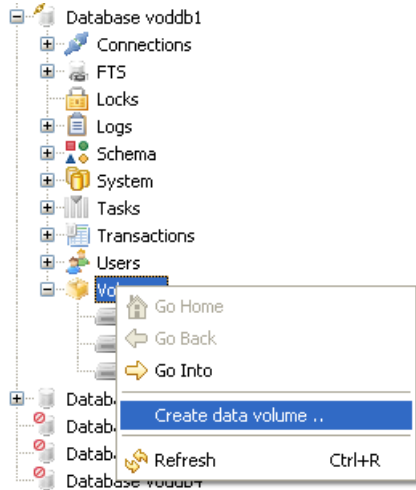 Database voddb1
Connections
FTS
Locks
Logs
Schema
System
Tasks
Transactions
Users
Go Home
Go Back
Go Into
Create data volume ..
Refresh Ctrl+R
Database voddb4